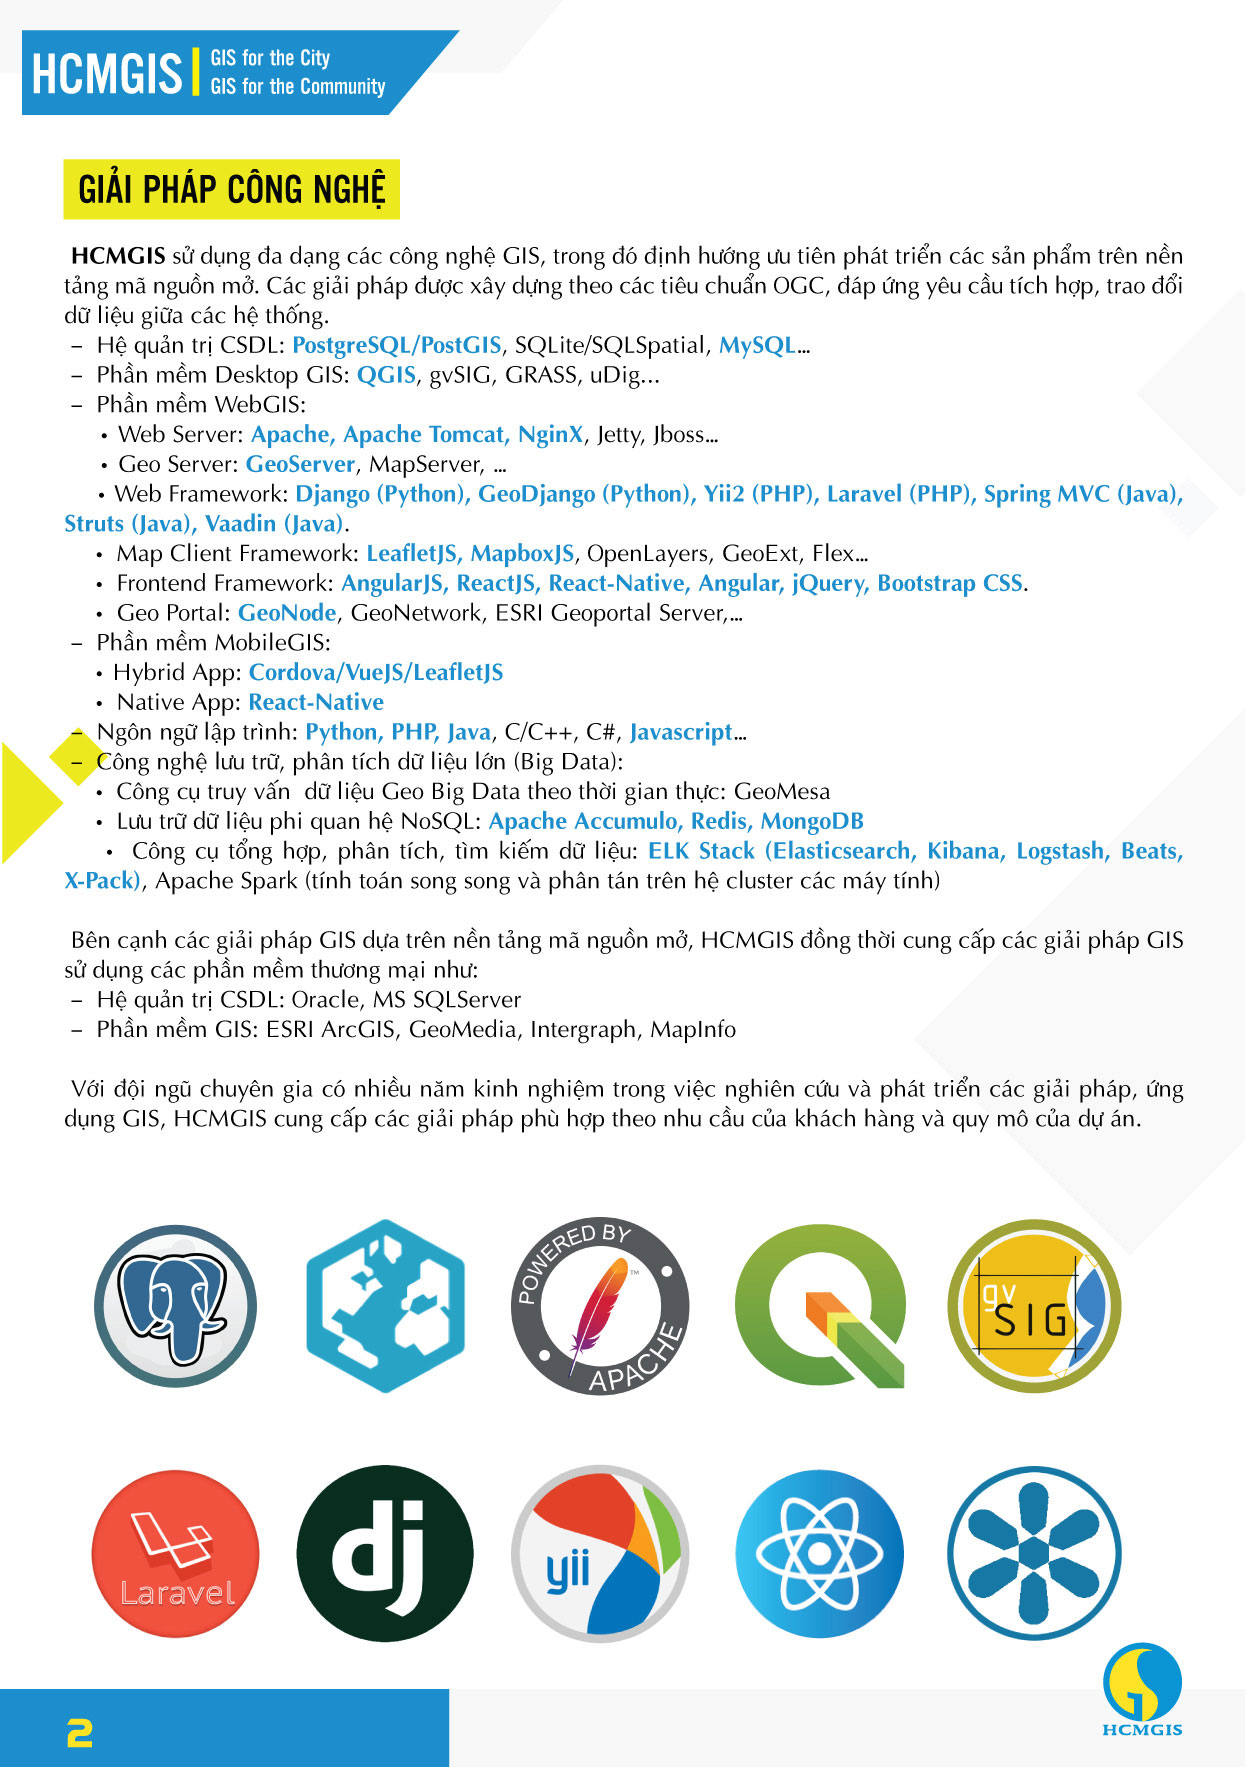 HCMGIS
GIS for the City
GIS for the Community
GIẢI PHÁP CÔNG NGHỆ
HCMGIS sử dụng đa dạng các công nghệ GIS, trong đó định hướng ưu tiên phát triển các sản phẩm trên nền
tảng mã nguồn mở. Các giải pháp được xây dựng theo các tiêu chuẩn OGC, đáp ứng yêu cầu tích hợp, trao đổi
dữ liệu giữa các hệ thống.
– Hệ quản trị CSDL: PostgreSQL/PostGIS, SQLite/SQLSpatial, MySQL...
– Phần mềm Desktop GIS: QGIS, gvSIG, GRASS, uDig...
– Phần mềm WebGIS:
• Web Server: Apache, Apache Tomcat, NginX, Jetty, Jboss...
• Geo Server: GeoServer, MapServer, ...
• Web Framework: Django (Python), GeoDjango (Python), Yii2 (PHP), Laravel (PHP), Spring MVC (Java),
Struts (Java), Vaadin (Java).
• Map Client Framework: LeafletJS, MapboxJS, OpenLayers, GeoExt, Flex...
• Frontend Framework: AngularJS, ReactJS, React-Native, Angular, jQuery, Bootstrap CSS.
• Geo Portal: GeoNode, GeoNetwork, ESRI Geoportal Server,...
– Phần mềm MobileGIS:
• Hybrid App: Cordova/VueJS/LeafletJS
• Native App: React-Native
– Ngôn ngữ lập trình: Python, PHP, Java, C/C++, C#, Javascript...
– Công nghệ lưu trữ, phân tích dữ liệu lớn (Big Data):
• Công cụ truy vấn dữ liệu Geo Big Data theo thời gian thực: GeoMesa
• Lưu trữ dữ liệu phi quan hệ NoSQL: Apache Accumulo, Redis, MongoDB
• Công cụ tổng hợp, phân tích, tìm kiếm dữ liệu: ELK Stack (Elasticsearch, Kibana, Logstash, Beats,
X-Pack), Apache Spark (tính toán song song và phân tán trên hệ cluster các máy tính)
Bên cạnh các giải pháp GIS dựa trên nền tảng mã nguồn mở, HCMGIS đồng thời cung cấp các giải pháp GIS
sử dụng các phần mềm thương mại như:
– Hệ quản trị CSDL: Oracle, MS SQLServer
– Phần mềm GIS: ESRI ArcGIS, GeoMedia, Intergraph, MapInfo
Với đội ngũ chuyên gia có nhiều năm kinh nghiệm trong việc nghiên cứu và phát triển các giải pháp, ứng
dụng GIS, HCMGIS cung cấp các giải pháp phù hợp theo nhu cầu của khách hàng và quy mô của dự án.
POWERED BY
TM
APACHE
gv
SIG
Laravel
dj
yii
HCMGIS
2